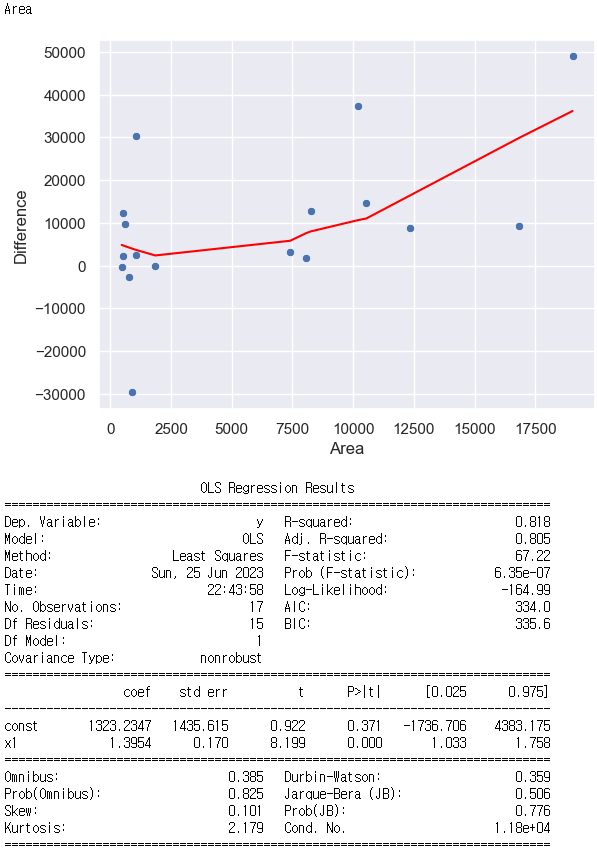 Area
50000
40000
30000
20000
10000
0
−10000
−20000
−30000
Difference
0 2500 5000 7500 10000 12500 15000 17500
Area
OLS Regression Results
==============================================================================
Dep. Variable: y R-squared: 0.818
Model: OLS Adj. R-squared: 0.805
Method: Least Squares F-statistic: 67.22
Date: Sun, 25 Jun 2023 Prob (F-statistic): 6.35e-07
Time: 22:43:58 Log-Likelihood: -164.99
No. Observations: 17 AIC: 334.0
Df Residuals: 15 BIC: 335.6
Df Model: 1
Covariance Type: nonrobust
==============================================================================
coef std err t P>|t| [0.025 0.975]
------------------------------------------------------------------------------
const 1323.2347 1435.615 0.922 0.371 -1736.706 4383.175
x1 1.3954 0.170 8.199 0.000 1.033 1.758
==============================================================================
Omnibus: 0.385 Durbin-Watson: 0.359
Prob(Omnibus): 0.825 Jarque-Bera (JB): 0.506
Skew: 0.101 Prob(JB): 0.776
Kurtosis: 2.179 Cond. No. 1.18e+04
==============================================================================